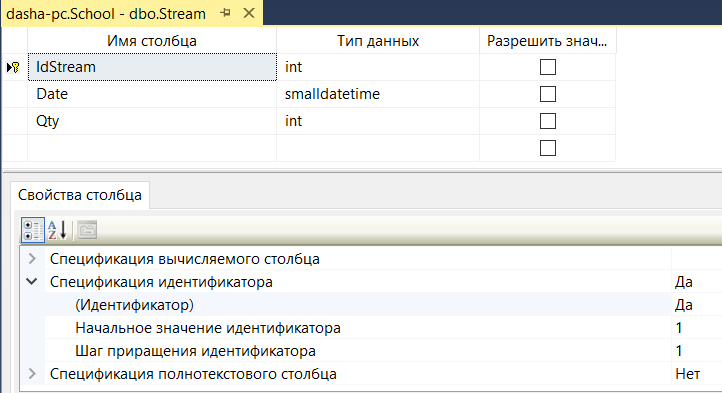 dasha-pc.School - dbo.Stream
Имя столбца Тип данных Разрешить знач...
IdStream int
Date smalldatetime
Qty int
Свойства столбца
Спецификация вычисляемого столбца
Спецификация идентификатора Да
(Идентификатор) Да
Начальное значение идентификатора 1
Шаг приращения идентификатора 1
Спецификация полнотекстового столбца Нет